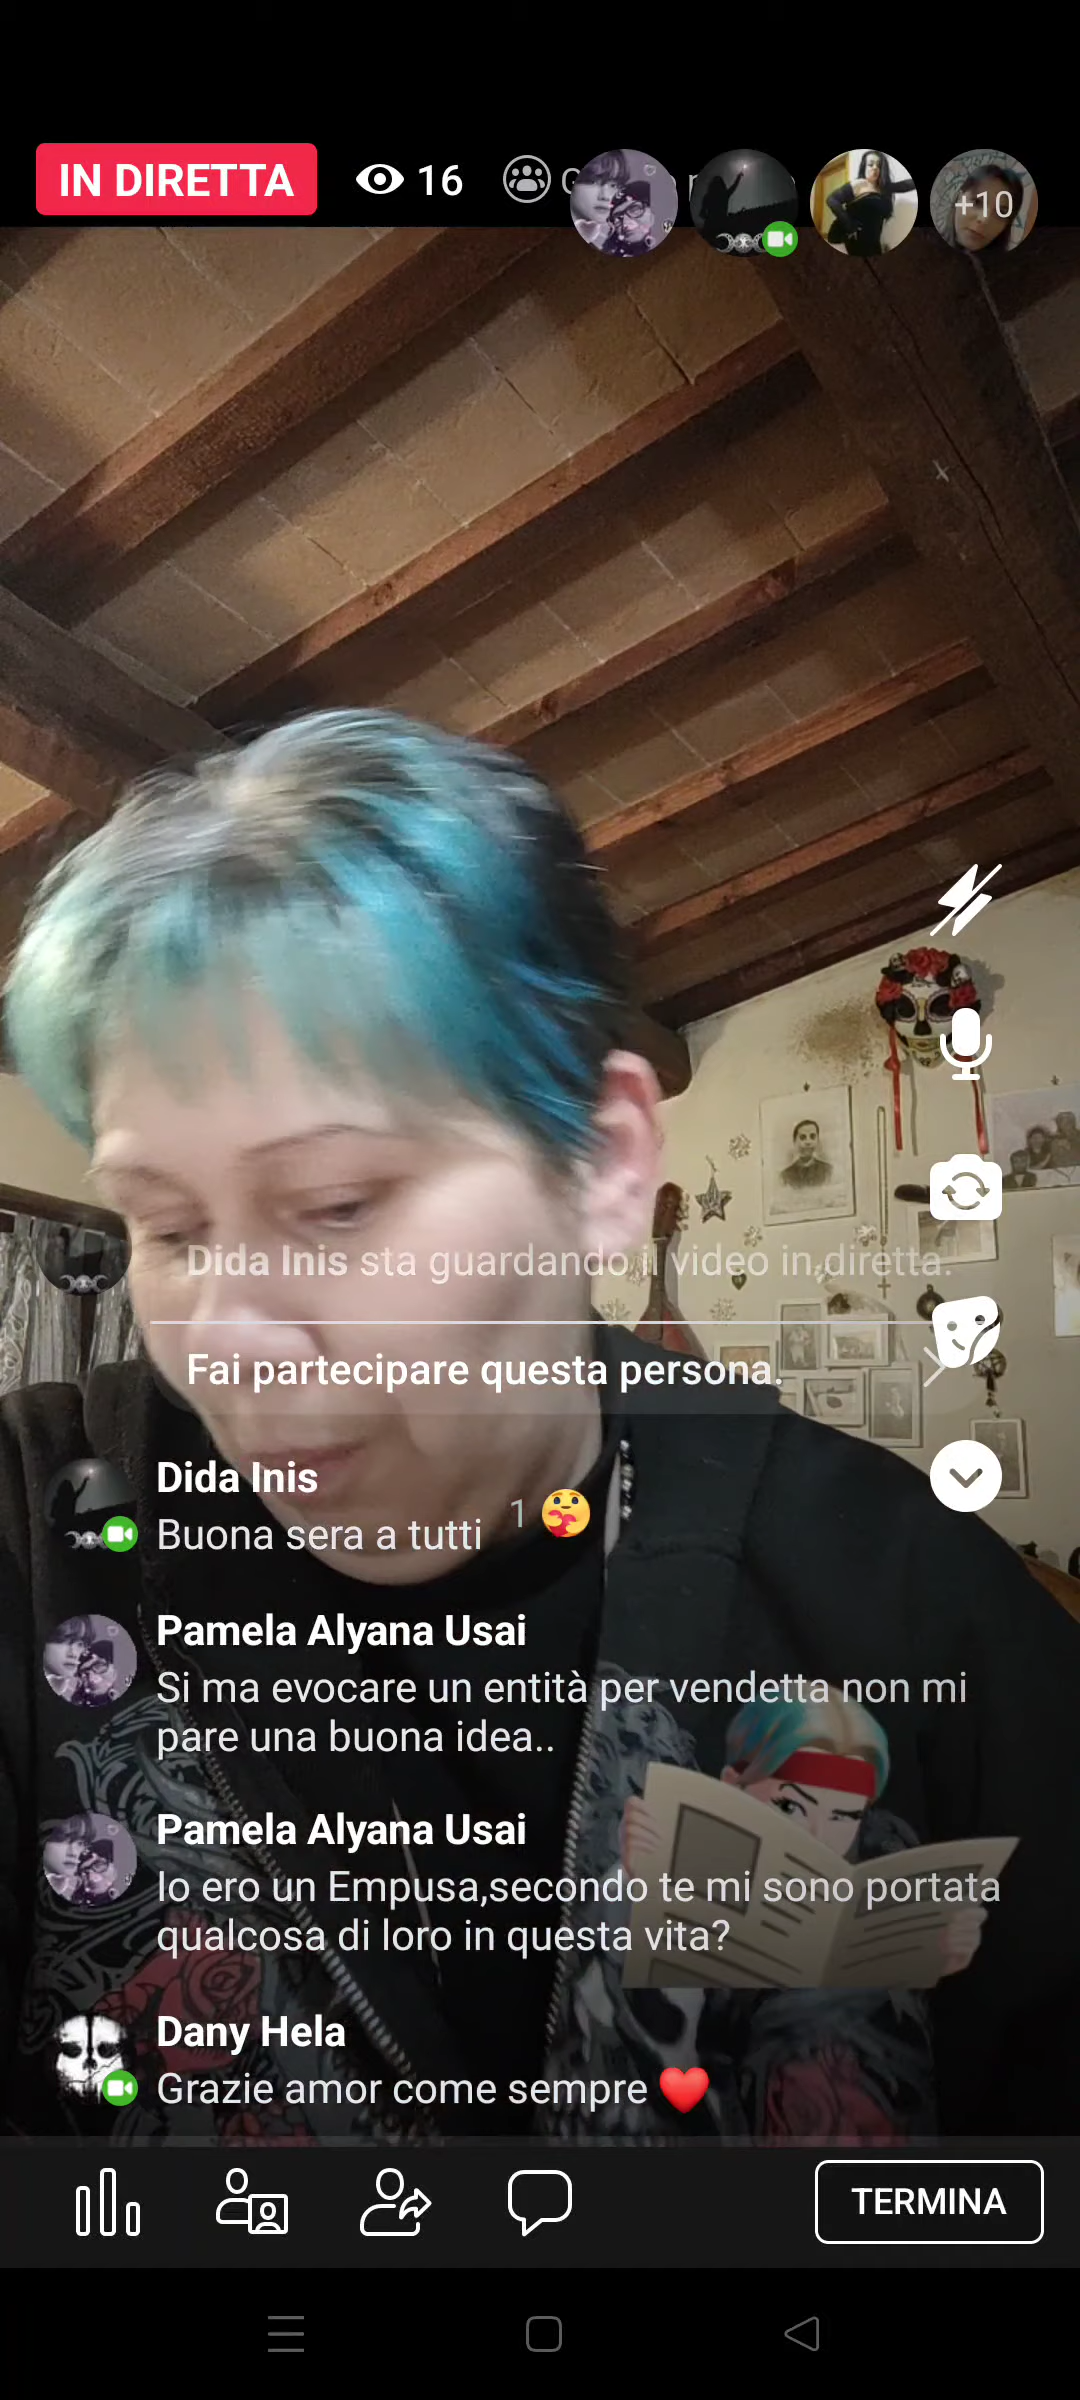 IN DIRETTA
16
+10
Dida Inis sta guardando il video in diretta.
Fai partecipare questa persona.
Dida Inis
Buona sera a tutti
1
Pamela Alyana Usai
Si ma evocare un entità per vendetta non mi
pare una buona idea..
Pamela Alyana Usai
Io ero un Empusa,secondo te mi sono portata
qualcosa di loro in questa vita?
Dany Hela
Grazie amor come sempre ❤️
TERMINA